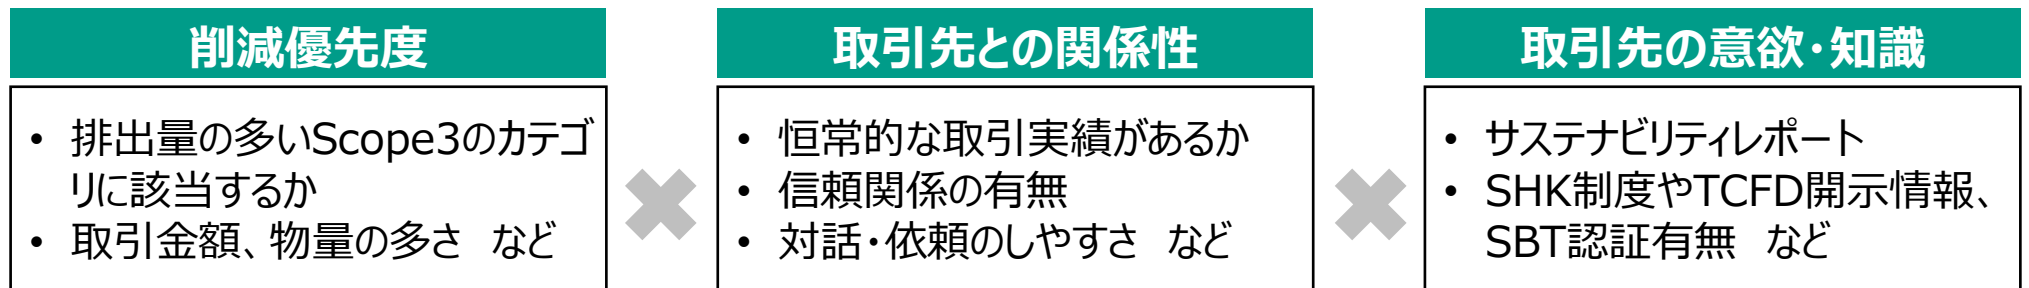 削減優先度
• 排出量の多いScope3のカテゴ
リに該当するか
• 取引金額、物量の多さ　など
取引先との関係性
• 恒常的な取引実績があるか
• 信頼関係の有無
• 対話・依頼のしやすさ　など
取引先の意欲・知識
• サステナビリティレポート
• SHK制度やTCFD開示情報、
SBT認証有無　など